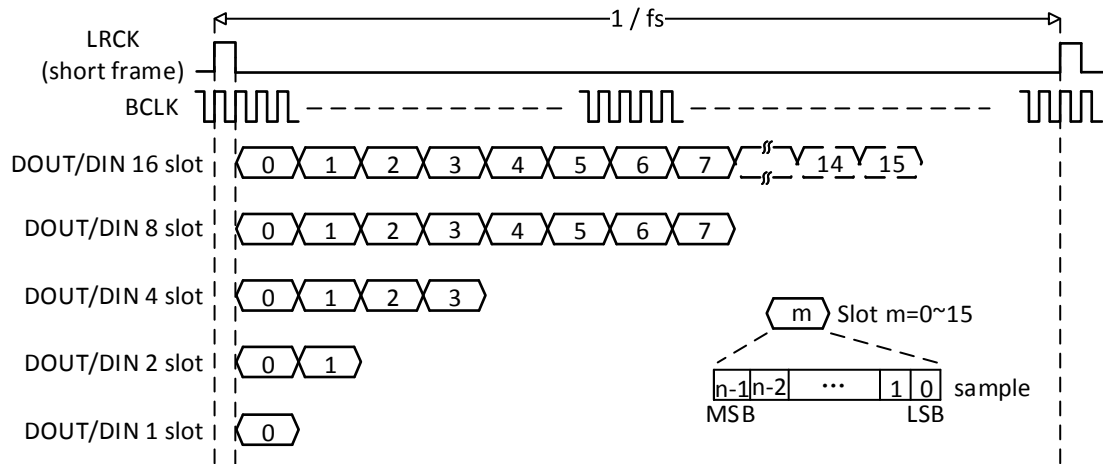 1 / fs
LRCK
(short frame)
BCLK
DOUT/DIN 16 slot 0 1 2 3 4 5 6 7 14 15
DOUT/DIN 8 slot 0 1 2 3 4 5 6 7
DOUT/DIN 4 slot 0 1 2 3
m Slot m=0~15
DOUT/DIN 2 slot 0 1
n-1 n-2 ··· 1 0 sample
MSB LSB
DOUT/DIN 1 slot 0